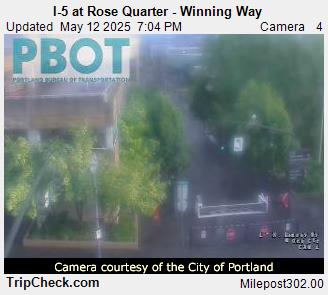 I-5 at Rose Quarter - Winning Way
Updated May 12 2025 7:04 PM Camera 4
PBOT
PORTLAND BUREAU OF TRANSPORTATION
Camera courtesy of the City of Portland
TripCheck.com Milepost302.00